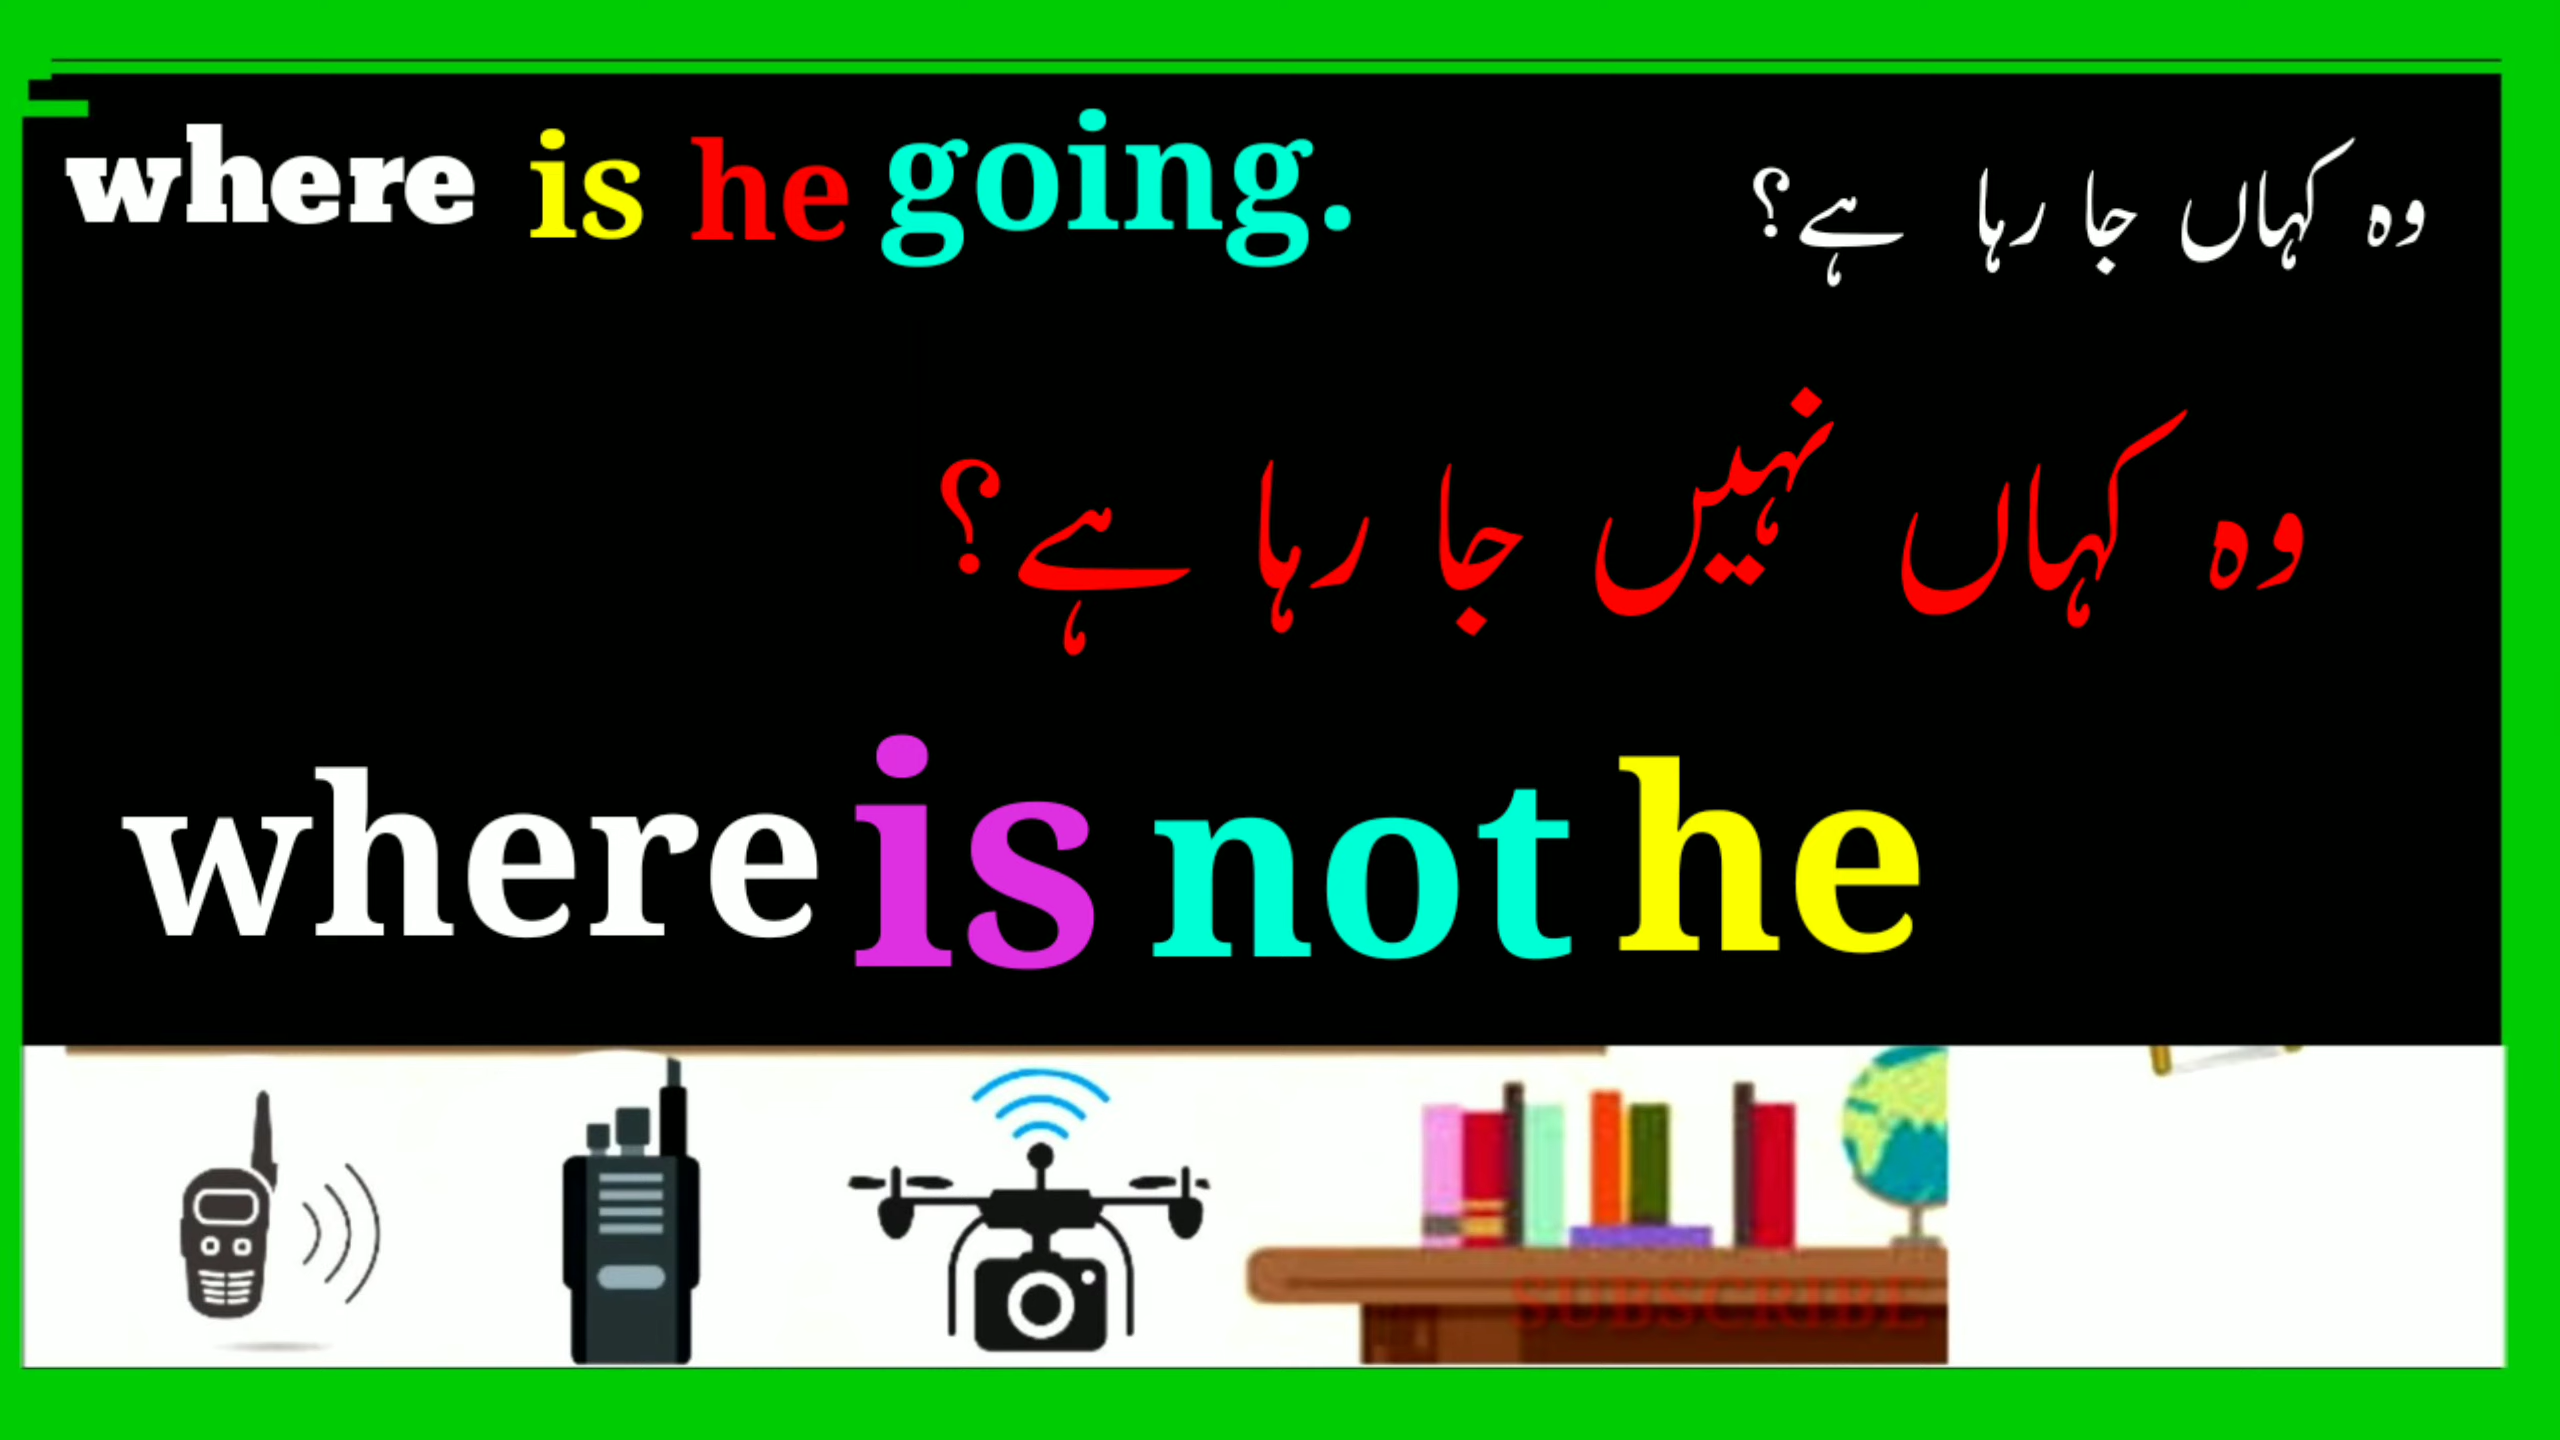 where is he going. وہ کہاں جا رہا ہے؟
وہ کہاں نہیں جا رہا ہے؟
where is not he
SUBSCRIBE